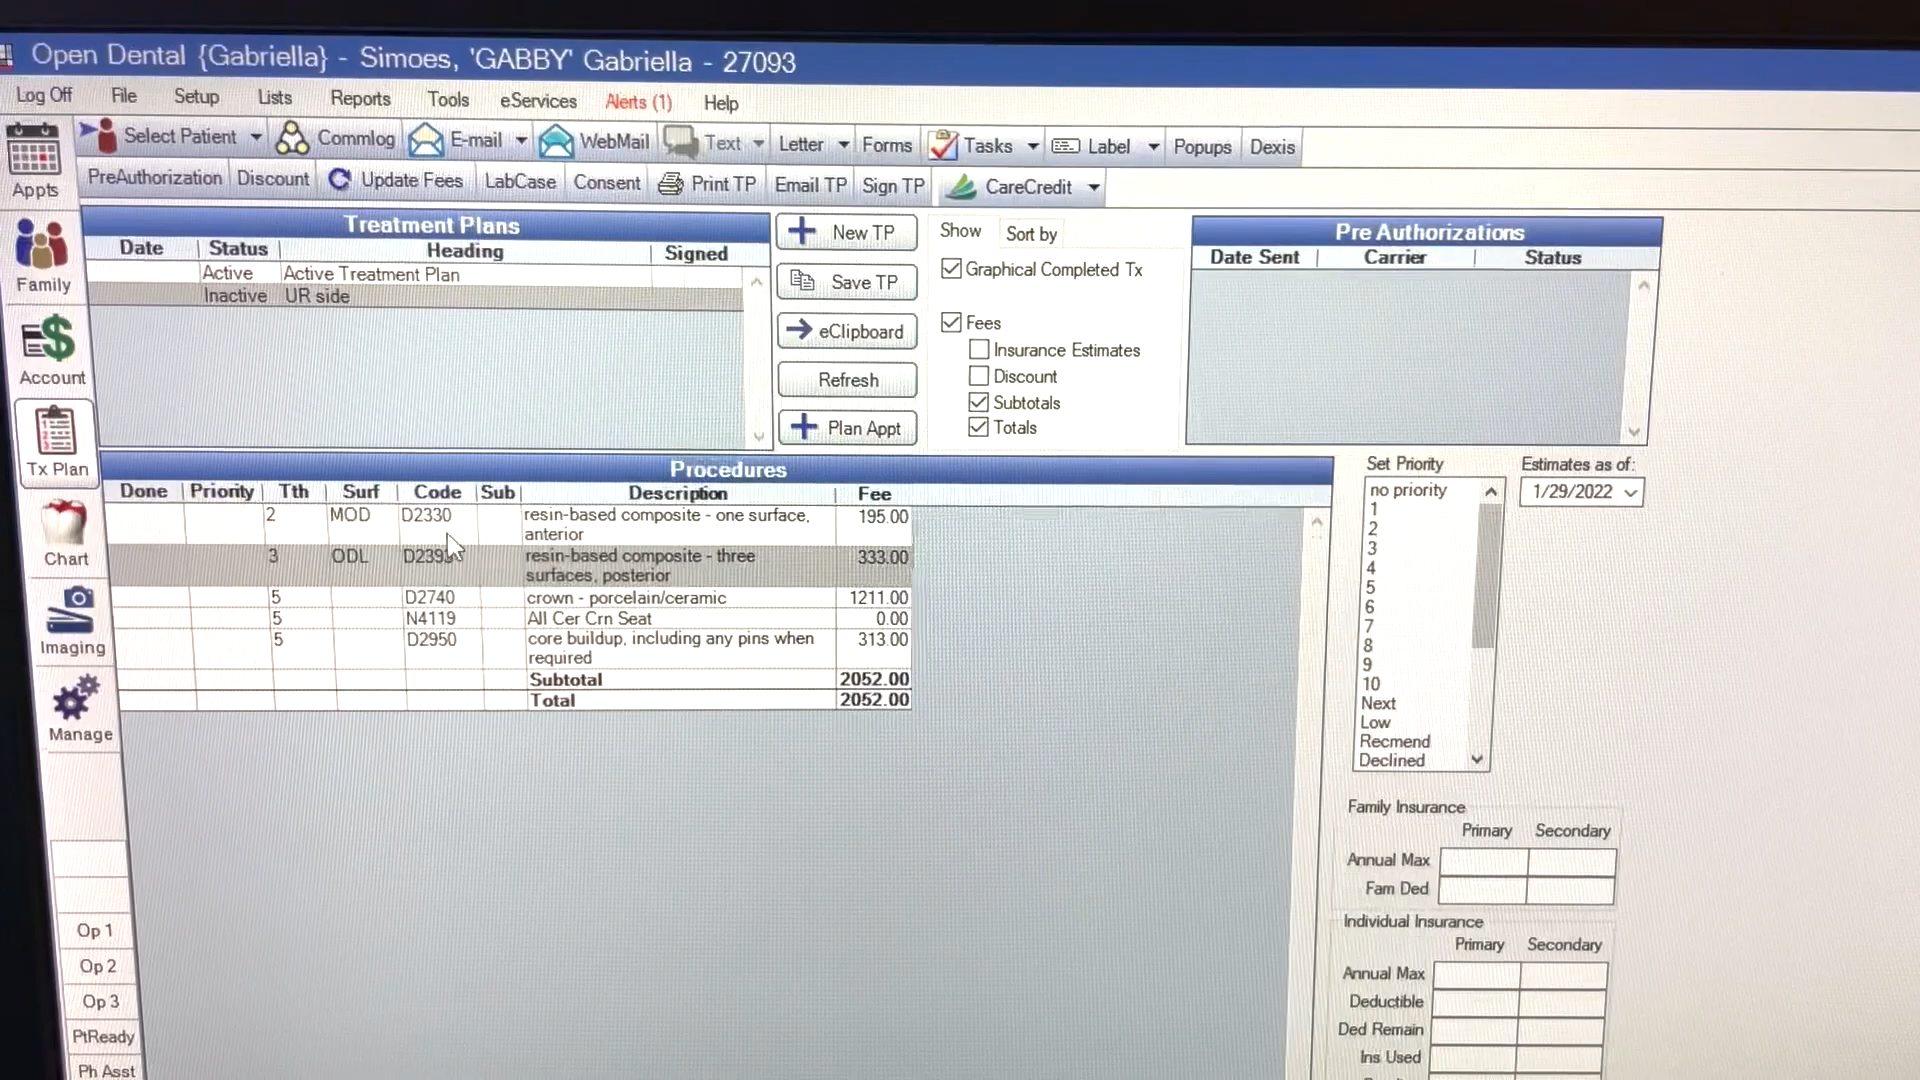 Open Dental {Gabriella} - Simoes, 'GABBY' Gabriella - 27093
Log Off File Setup Lists Reports Tools eServices Alerts (1) Help
Select Patient Commlog E-mail WebMail Text Letter Forms Tasks Label Popups Dexis
PreAuthorization Discount Update Fees LabCase Consent Print TP Email TP Sign TP CareCredit
Appts
Family
Account
Tx Plan
Chart
Imaging
Manage
Op 1
Op 2
Op 3
PtReady
Ph Asst
Treatment Plans
Date Status Heading Signed
Active Active Treatment Plan
Inactive UR side
New TP
Save TP
eClipboard
Refresh
Plan Appt
Show Sort by
Graphical Completed Tx
Fees
Insurance Estimates
Discount
Subtotals
Totals
Pre Authorizations
Date Sent Carrier Status
Procedures
Done Priority Tth Surf Code Sub Description Fee
2 MOD D2330 resin-based composite - one surface, 195.00
anterior
3 ODL resin-based composite - three 333.00
surfaces, posterior
5 D2740 crown - porcelain/ceramic 1211.00
5 N4119 All Cer Crn Seat 0.00
5 D2950 core buildup, including any pins when 313.00
required
Subtotal 2052.00
Total 2052.00
Set Priority
no priority
1
2
3
4
5
6
7
8
9
10
Next
Low
Recmend
Declined
Estimates as of:
1/29/2022
Family Insurance
Primary Secondary
Annual Max
Fam Ded
Individual Insurance
Primary Secondary
Annual Max
Deductible
Ded Remain
Ins Used